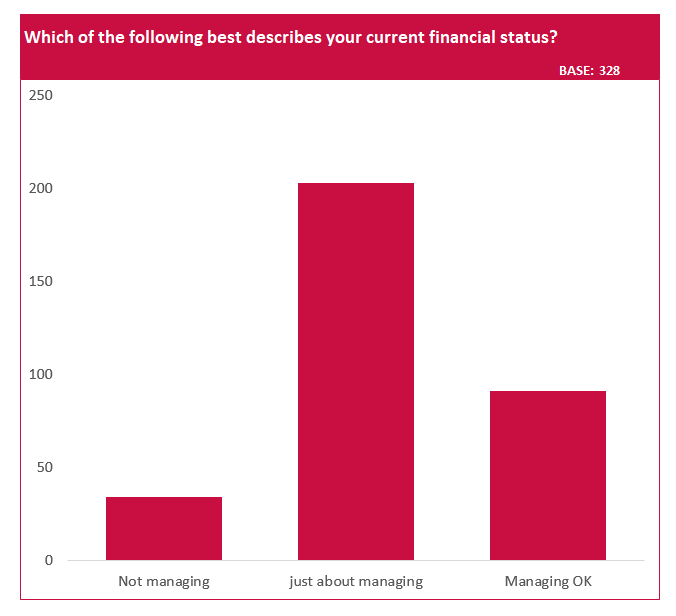 Which of the following best describes your current financial status?
BASE: 328
250
200
150
100
50
0
Not managing
just about managing
Managing OK